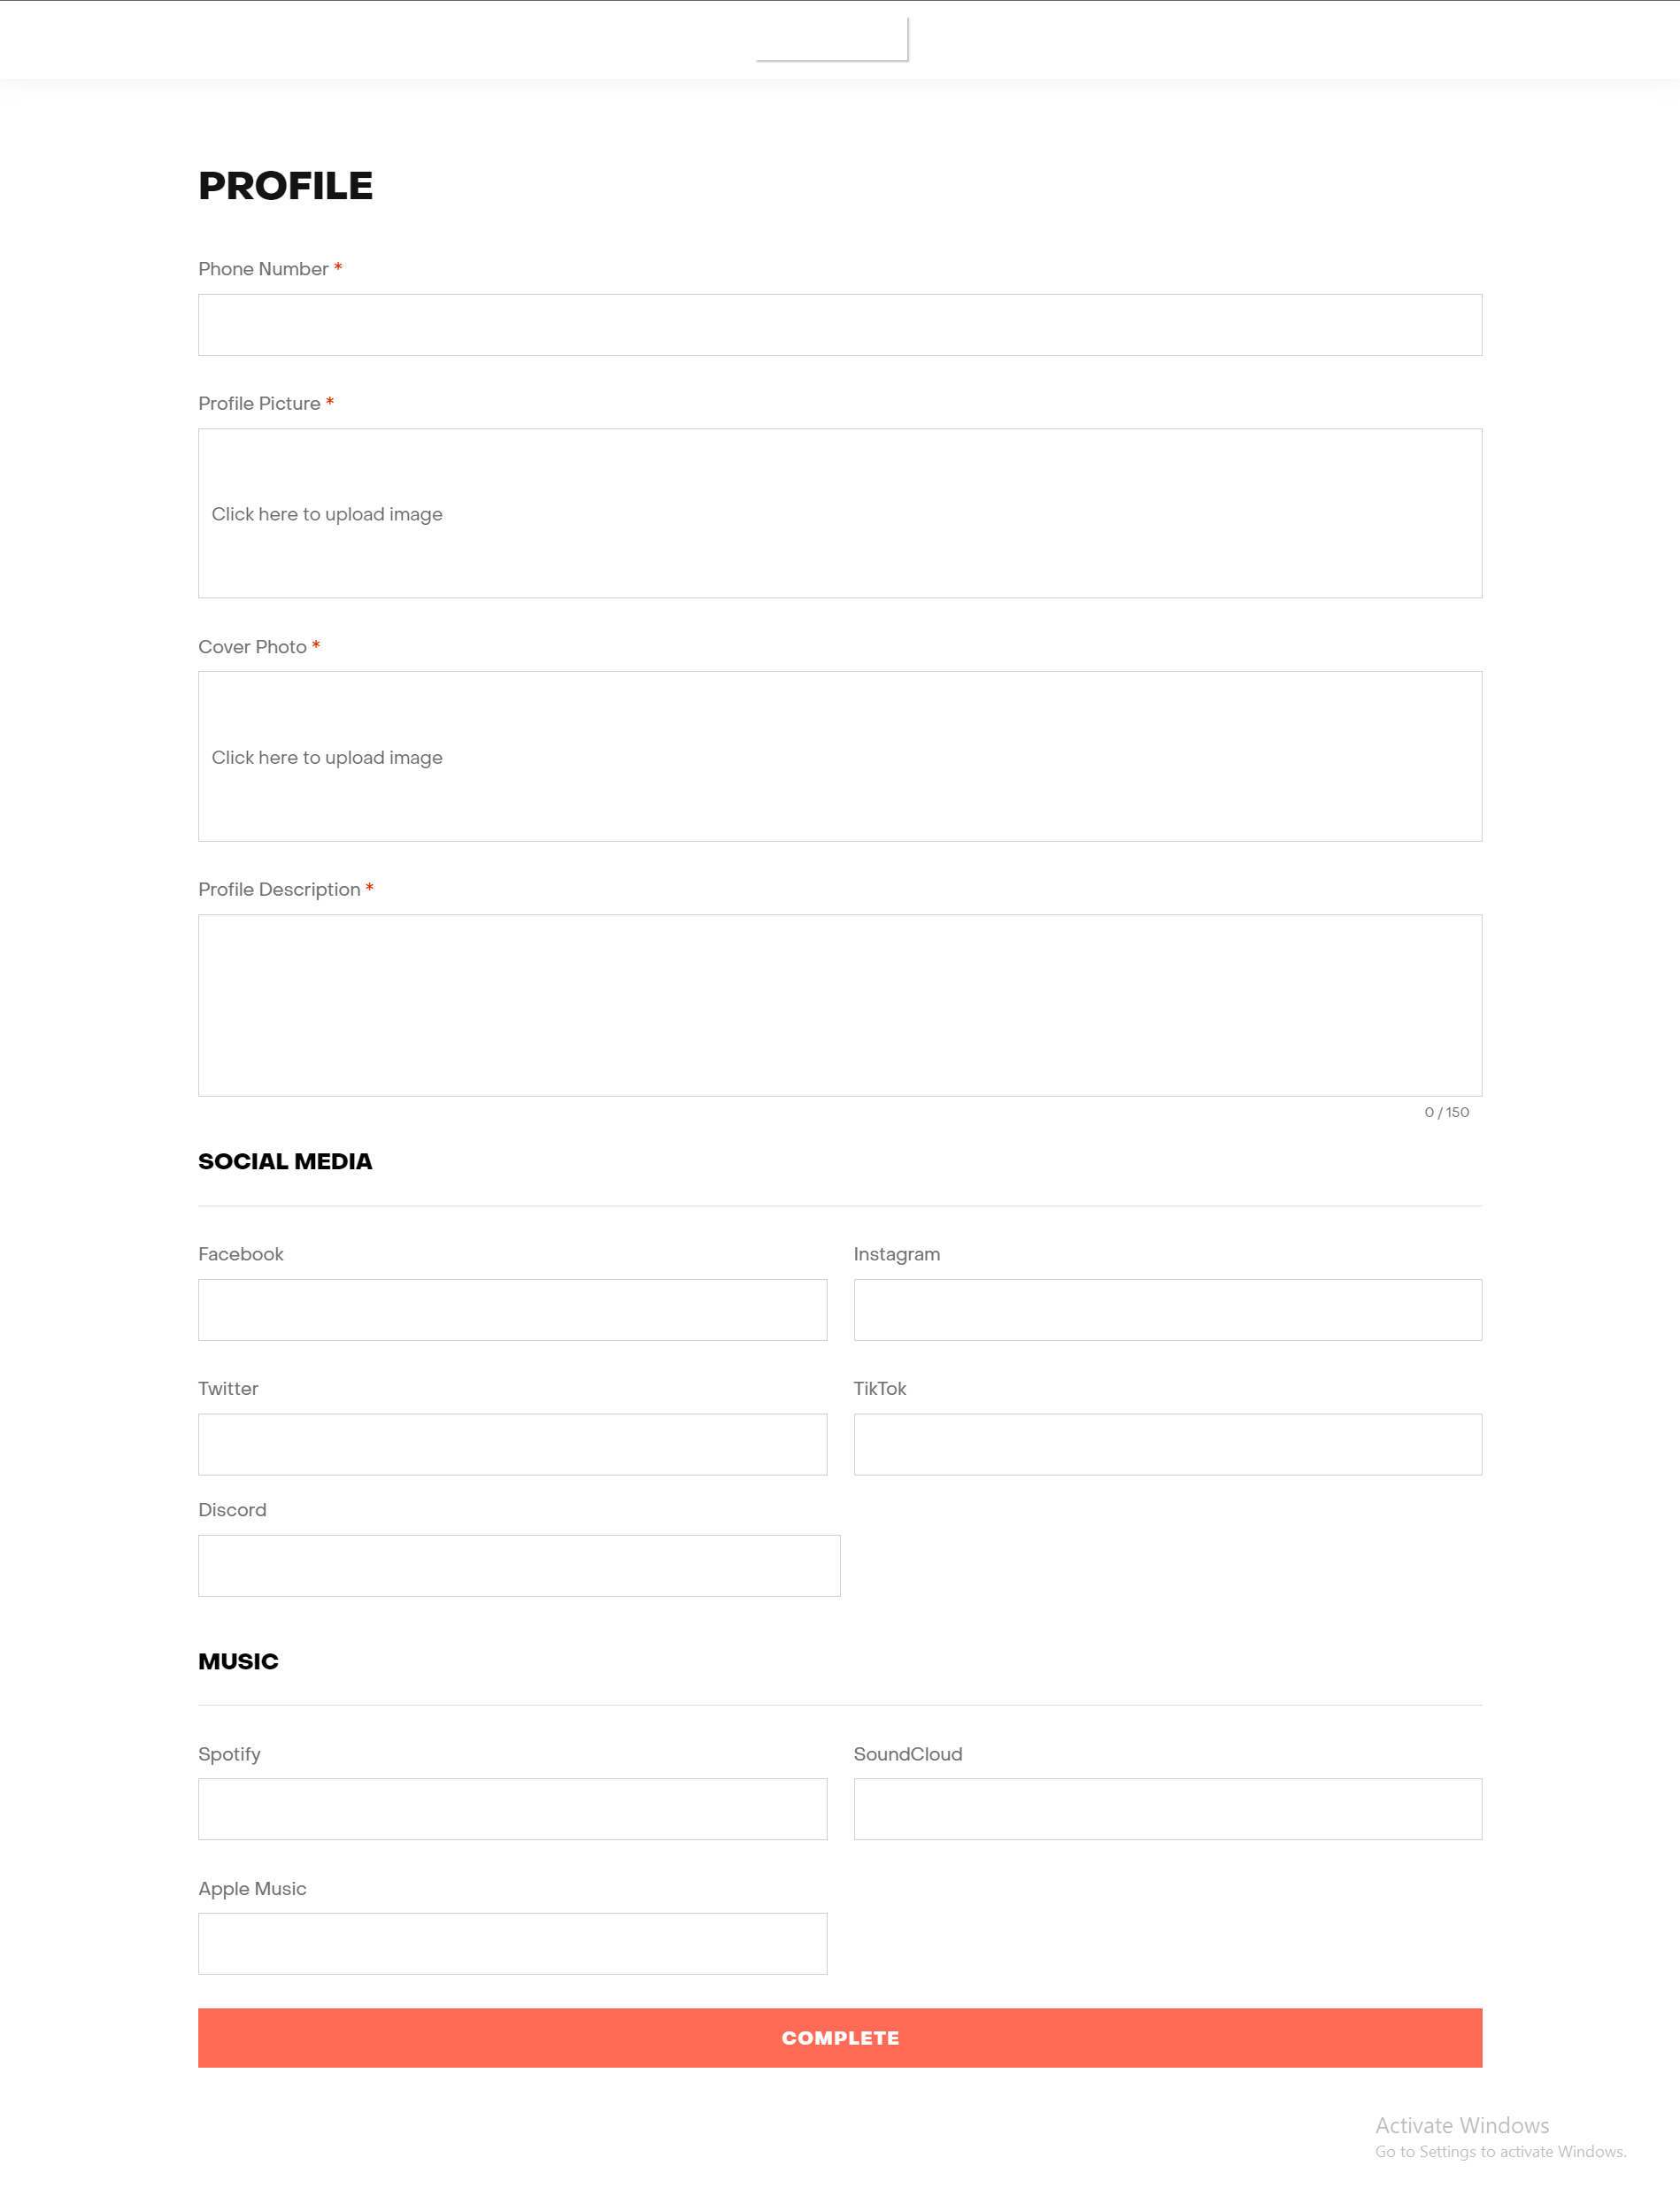 PROFILE
Phone Number *
Profile Picture *
Click here to upload image
Cover Photo *
Click here to upload image
Profile Description *
0 / 150
SOCIAL MEDIA
Facebook
Instagram
Twitter
TikTok
Discord
MUSIC
Spotify
SoundCloud
Apple Music
COMPLETE
Activate Windows
Go to Settings to activate Windows.